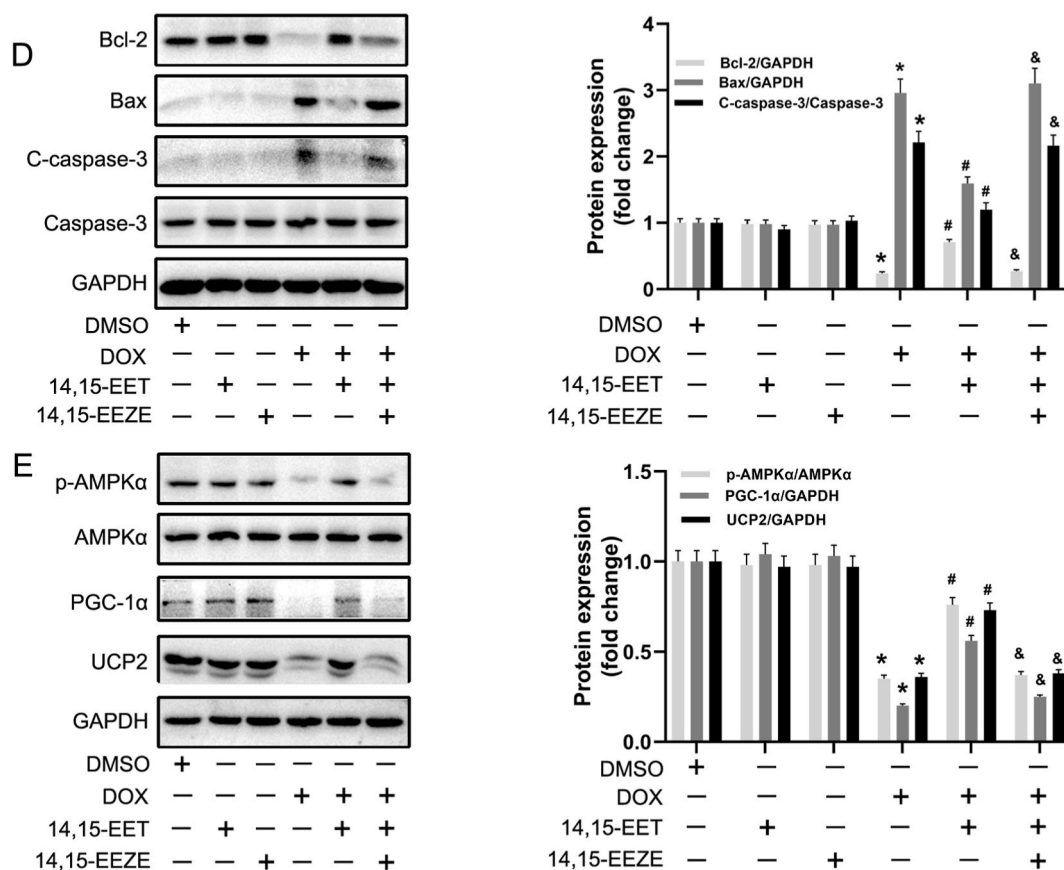 D
Bcl-2
Bax
C-caspase-3
Caspase-3
GAPDH
DMSO + — — — — —
DOX — — — + + +
14,15-EET — + — — + +
14,15-EEZE — — + — — +
Protein expression
(fold change)
4
3
2
1
0
Bcl-2/GAPDH
Bax/GAPDH
C-caspase-3/Caspase-3
* * * # # # & & &
DMSO + — — — — —
DOX — — — + + +
14,15-EET — + — — + +
14,15-EEZE — — + — — +
E
p-AMPKα
AMPKα
PGC-1α
UCP2
GAPDH
DMSO + — — — — —
DOX — — — + + +
14,15-EET — + — — + +
14,15-EEZE — — + — — +
Protein expression
(fold change)
1.5
1.0
0.5
0.0
p-AMPKα/AMPKα
PGC-1α/GAPDH
UCP2/GAPDH
* * * # # # & & &
DMSO + — — — — —
DOX — — — + + +
14,15-EET — + — — + +
14,15-EEZE — — + — — +